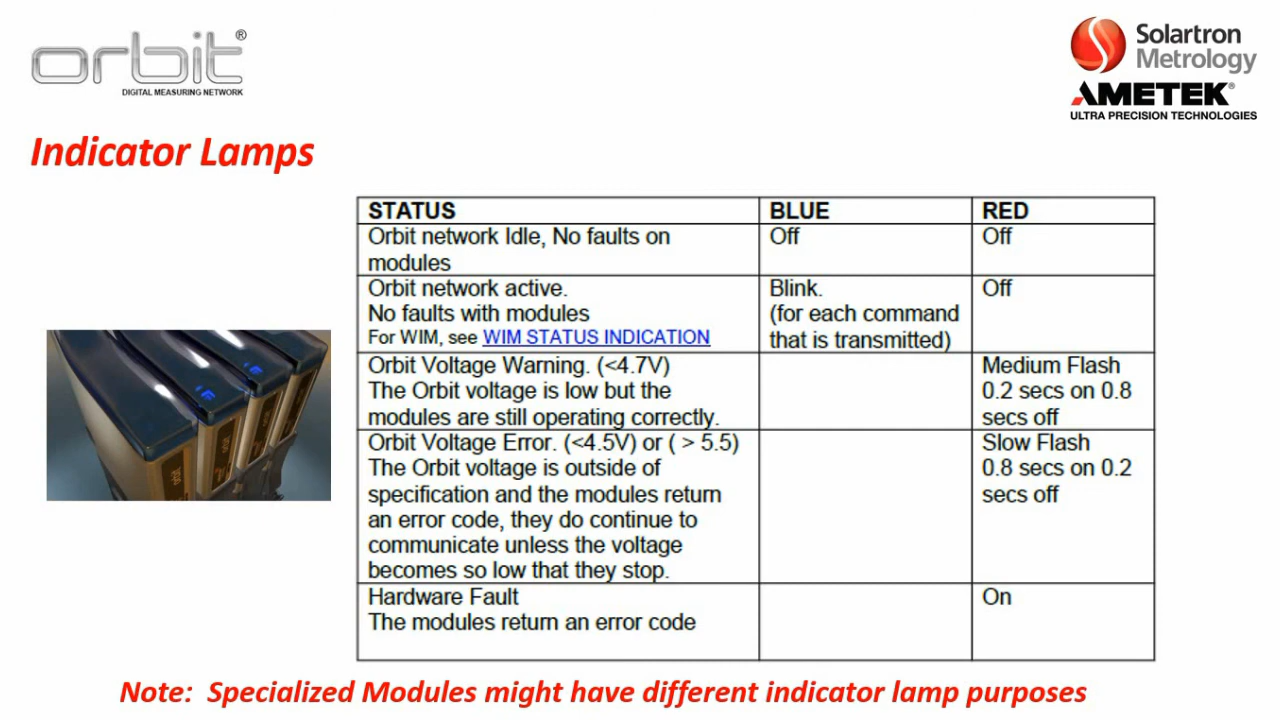 orbit®
DIGITAL MEASURING NETWORK
Solartron
Metrology
AMETEK®
ULTRA PRECISION TECHNOLOGIES
Indicator Lamps
STATUS BLUE RED
Orbit network Idle, No faults on
modules
Off
Off
Orbit network active.
No faults with modules
For WIM, see WIM STATUS INDICATION
Blink.
(for each command
that is transmitted)
Off
Orbit Voltage Warning. (<4.7V)
The Orbit voltage is low but the
modules are still operating correctly.
Medium Flash
0.2 secs on 0.8
secs off
Orbit Voltage Error. (<4.5V) or ( > 5.5)
The Orbit voltage is outside of
specification and the modules return
an error code, they do continue to
communicate unless the voltage
becomes so low that they stop.
Slow Flash
0.8 secs on 0.2
secs off
Hardware Fault
The modules return an error code
On
orbit
orbit
Note: Specialized Modules might have different indicator lamp purposes